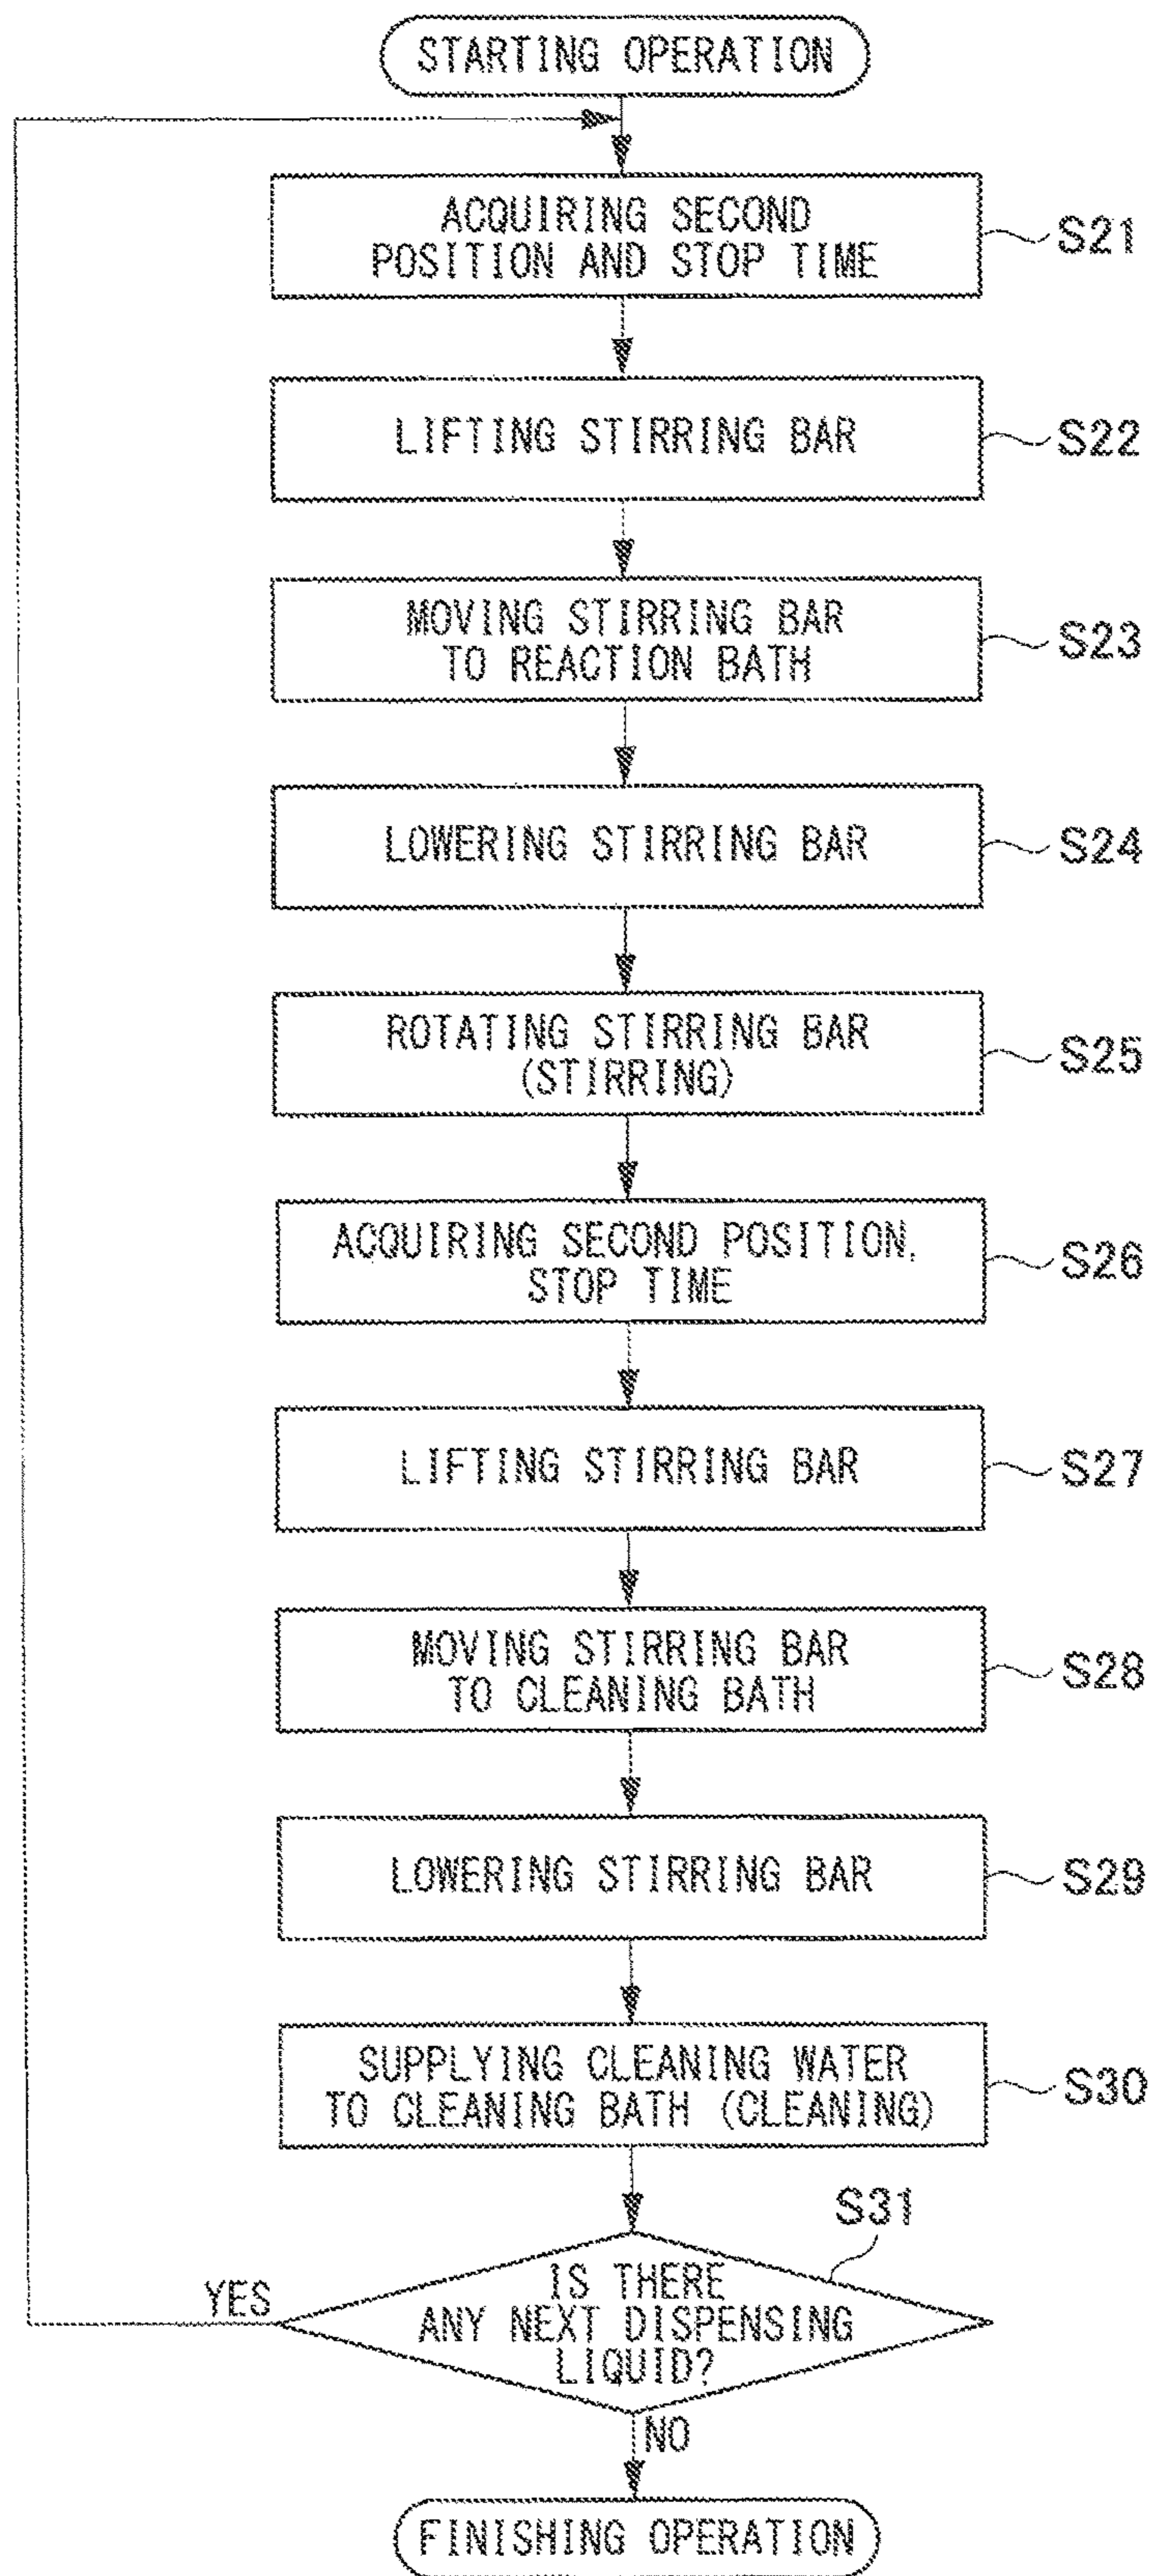 STARTING OPERATION
ACQUIRING SECOND
POSITION AND STOP TIME
S21
LIFTING STIRRING BAR
S22
MOVING STIRRING BAR
TO REACTION BATH
S23
LOWERING STIRRING BAR
S24
ROTATING STIRRING BAR
(STIRRING)
S25
ACQUIRING SECOND POSITION,
STOP TIME
S26
LIFTING STIRRING BAR
S27
MOVING STIRRING BAR
TO CLEANING BATH
S28
LOWERING STIRRING BAR
S29
SUPPLYING CLEANING WATER
TO CLEANING BATH (CLEANING)
S30
S31
IS THERE
ANY NEXT DISPENSING
LIQUID?
YES
NO
FINISHING OPERATION